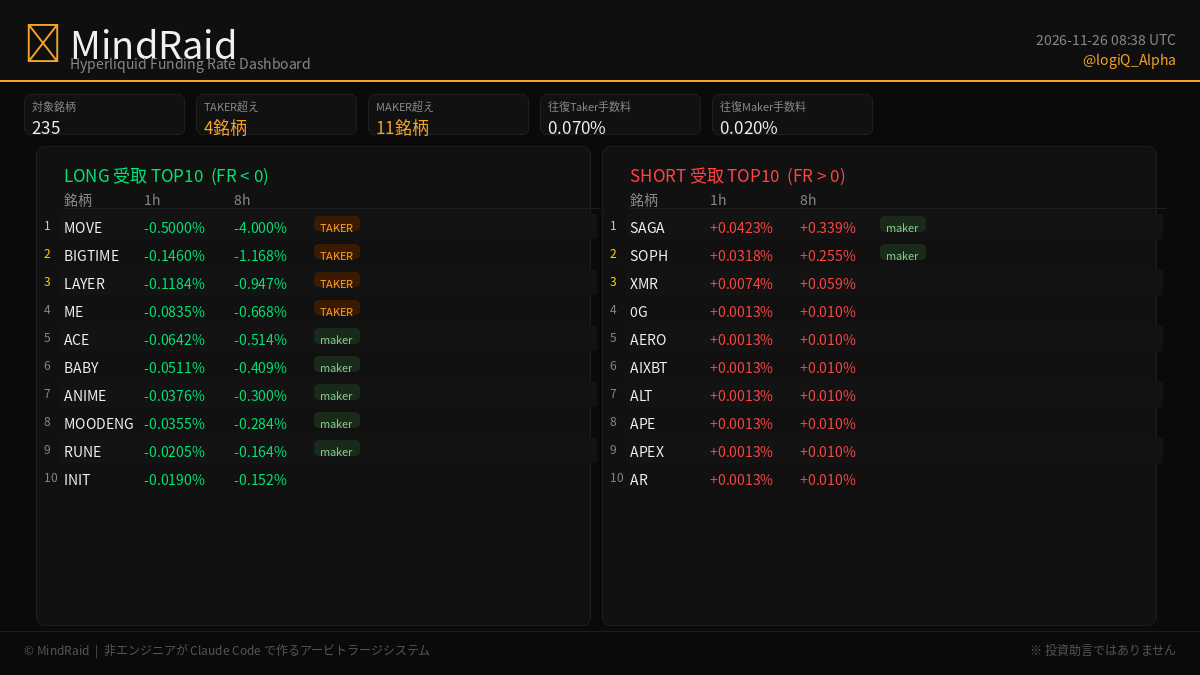 MindRaid
Hyperliquid Funding Rate Dashboard
2026-11-26 08:38 UTC
@logiQ_Alpha
対象銘柄
235
TAKER超え
4銘柄
MAKER超え
11銘柄
往復Taker手数料
0.070%
往復Maker手数料
0.020%
LONG 受取 TOP10 (FR < 0)
銘柄 1h 8h
1 MOVE -0.5000% -4.000% TAKER
2 BIGTIME -0.1460% -1.168% TAKER
3 LAYER -0.1184% -0.947% TAKER
4 ME -0.0835% -0.668% TAKER
5 ACE -0.0642% -0.514% maker
6 BABY -0.0511% -0.409% maker
7 ANIME -0.0376% -0.300% maker
8 MOODENG -0.0355% -0.284% maker
9 RUNE -0.0205% -0.164% maker
10 INIT -0.0190% -0.152%
SHORT 受取 TOP10 (FR > 0)
銘柄 1h 8h
1 SAGA +0.0423% +0.339% maker
2 SOPH +0.0318% +0.255% maker
3 XMR +0.0074% +0.059%
4 0G +0.0013% +0.010%
5 AERO +0.0013% +0.010%
6 AIXBT +0.0013% +0.010%
7 ALT +0.0013% +0.010%
8 APE +0.0013% +0.010%
9 APEX +0.0013% +0.010%
10 AR +0.0013% +0.010%
© MindRaid | 非エンジニアが Claude Code で作るアービトラージシステム
※ 投資助言ではありません